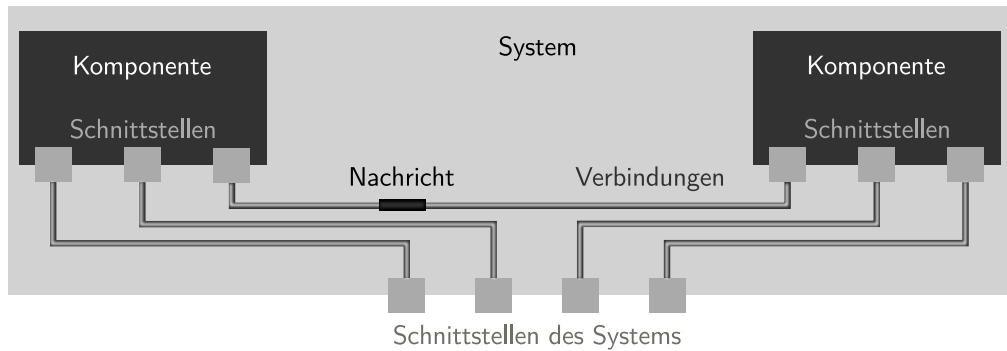 System
Komponente
Komponente
Schnittstellen
Schnittstellen
Nachricht
Verbindungen
Schnittstellen des Systems